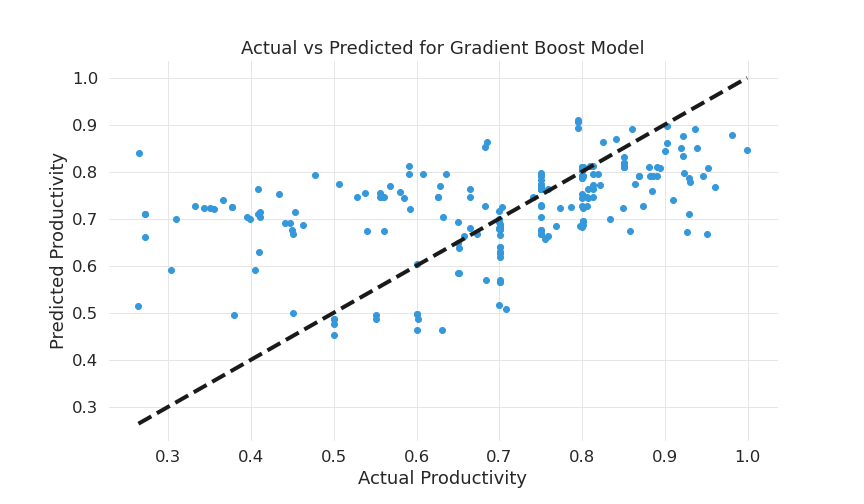 Actual vs Predicted for Gradient Boost Model
1.0
0.9
0.8
0.7
0.6
0.5
0.4
0.3
Predicted Productivity
0.3 0.4 0.5 0.6 0.7 0.8 0.9 1.0
Actual Productivity